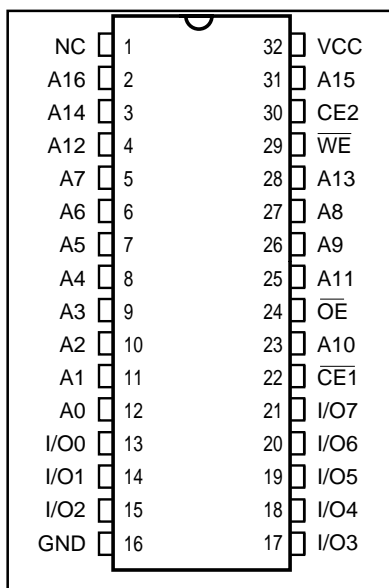 NC 1 32 VCC
A16 2 31 A15
A14 3 30 CE2
A12 4 29 W̅E̅
A7 5 28 A13
A6 6 27 A8
A5 7 26 A9
A4 8 25 A11
A3 9 24 O̅E̅
A2 10 23 A10
A1 11 22 C̅E̅1̅
A0 12 21 I/O7
I/O0 13 20 I/O6
I/O1 14 19 I/O5
I/O2 15 18 I/O4
GND 16 17 I/O3